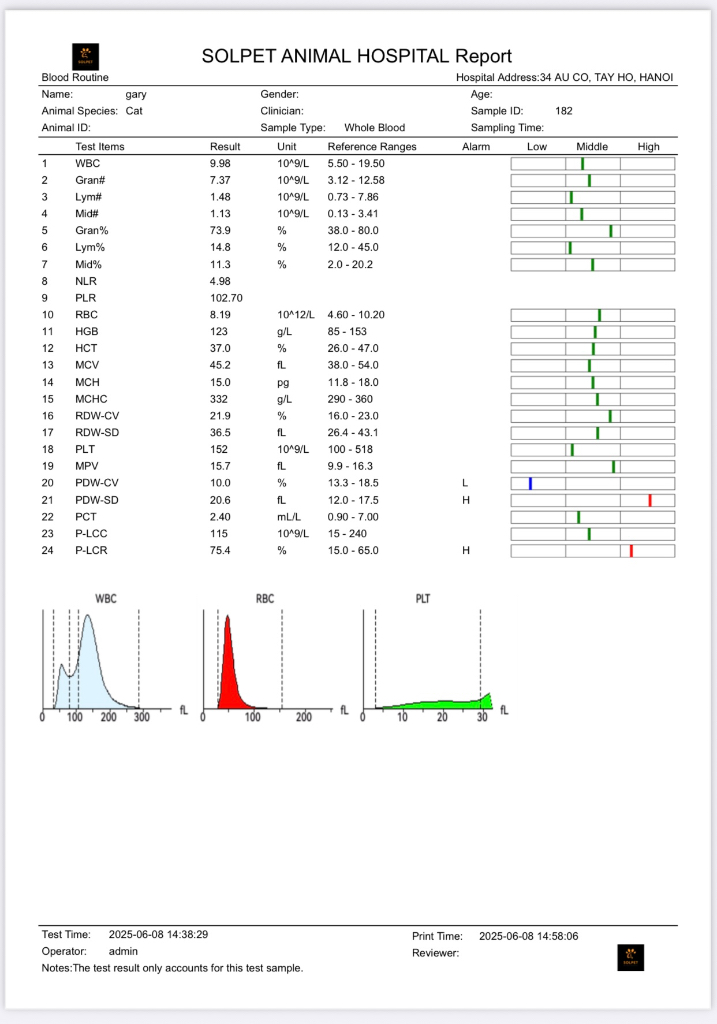 SOLPET
SOLPET ANIMAL HOSPITAL Report
Blood Routine Hospital Address:34 AU CO, TAY HO, HANOI
Name: gary Gender: Age:
Animal Species: Cat Clinician: Sample ID: 182
Animal ID: Sample Type: Whole Blood Sampling Time:
Test Items Result Unit Reference Ranges Alarm Low Middle High
1 WBC 9.98 10^9/L 5.50 - 19.50
2 Gran# 7.37 10^9/L 3.12 - 12.58
3 Lym# 1.48 10^9/L 0.73 - 7.86
4 Mid# 1.13 10^9/L 0.13 - 3.41
5 Gran% 73.9 % 38.0 - 80.0
6 Lym% 14.8 % 12.0 - 45.0
7 Mid% 11.3 % 2.0 - 20.2
8 NLR 4.98
9 PLR 102.70
10 RBC 8.19 10^12/L 4.60 - 10.20
11 HGB 123 g/L 85 - 153
12 HCT 37.0 % 26.0 - 47.0
13 MCV 45.2 fL 38.0 - 54.0
14 MCH 15.0 pg 11.8 - 18.0
15 MCHC 332 g/L 290 - 360
16 RDW-CV 21.9 % 16.0 - 23.0
17 RDW-SD 36.5 fL 26.4 - 43.1
18 PLT 152 10^9/L 100 - 518
19 MPV 15.7 fL 9.9 - 16.3
20 PDW-CV 10.0 % 13.3 - 18.5 L
21 PDW-SD 20.6 fL 12.0 - 17.5 H
22 PCT 2.40 mL/L 0.90 - 7.00
23 P-LCC 115 10^9/L 15 - 240
24 P-LCR 75.4 % 15.0 - 65.0 H
WBC RBC PLT
0 100 200 300 fL 0 100 200 fL 0 10 20 30 fL
Test Time: 2025-06-08 14:38:29 Print Time: 2025-06-08 14:58:06
Operator: admin Reviewer:
SOLPET
Notes:The test result only accounts for this test sample.